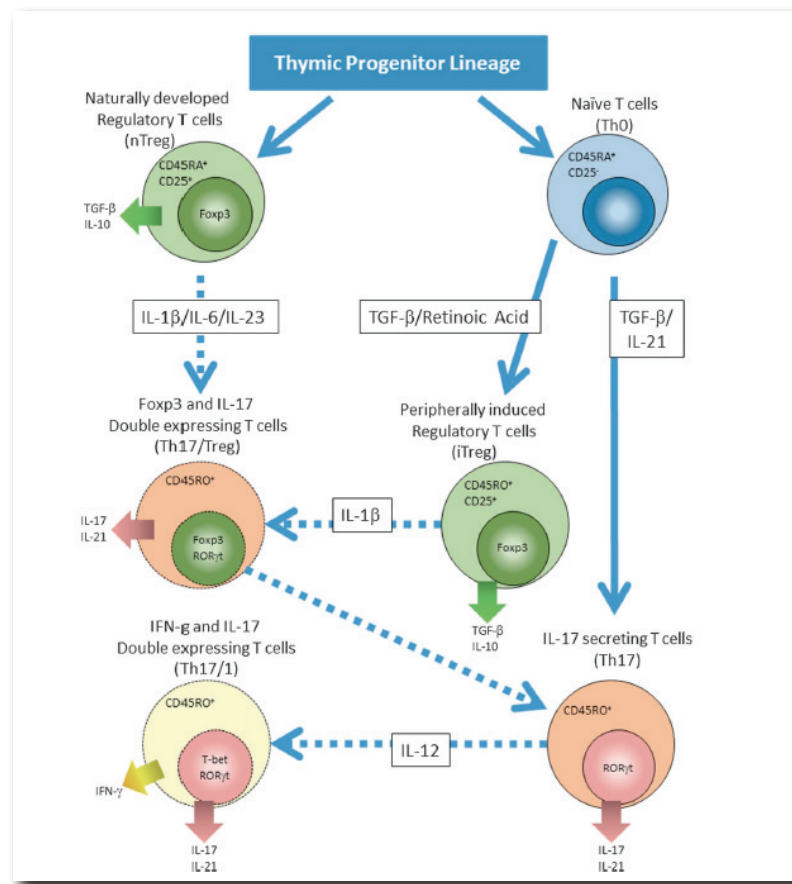 Thymic Progenitor Lineage
Naturally developed
Regulatory T cells
(nTreg)
CD45RA⁺
CD25⁺
Foxp3
TGF-β
IL-10
Naïve T cells
(Th0)
CD45RA⁺
CD25⁻
IL-1β/IL-6/IL-23
TGF-β/Retinoic Acid
TGF-β/
IL-21
Foxp3 and IL-17
Double expressing T cells
(Th17/Treg)
CD45RO⁺
Foxp3
RORγt
IL-17
IL-21
IL-1β
Peripherally induced
Regulatory T cells
(iTreg)
CD45RO⁺
CD25⁺
Foxp3
TGF-β
IL-10
IFN-g and IL-17
Double expressing T cells
(Th17/1)
CD45RO⁺
T-bet
RORγt
IFN-γ
IL-17
IL-21
IL-12
IL-17 secreting T cells
(Th17)
CD45RO⁺
RORγt
IL-17
IL-21